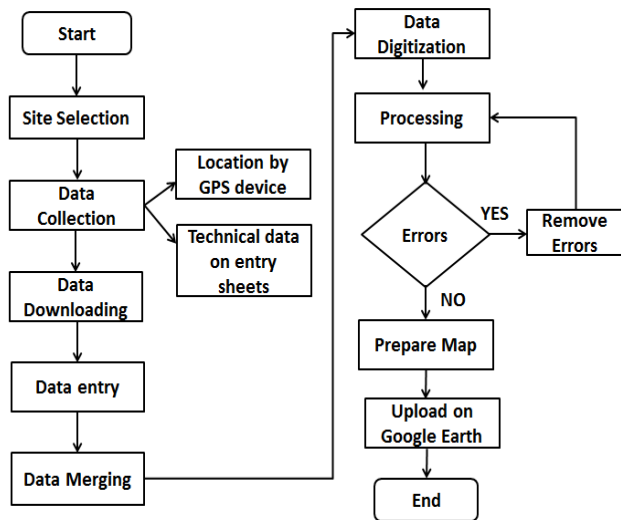 Start
Site Selection
Data
Collection
Location by
GPS device
Technical data
on entry
sheets
Data
Downloading
Data entry
Data Merging
Data
Digitization
Processing
Errors
YES
Remove
Errors
NO
Prepare Map
Upload on
Google Earth
End